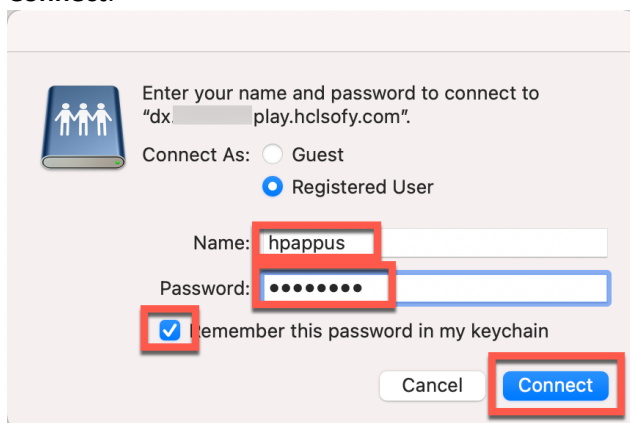 Connect.
Enter your name and password to connect to
“dx. play.hclsofy.com”.
Connect As: Guest
Registered User
Name: hpappus
Password: ••••••••
Remember this password in my keychain
Cancel Connect